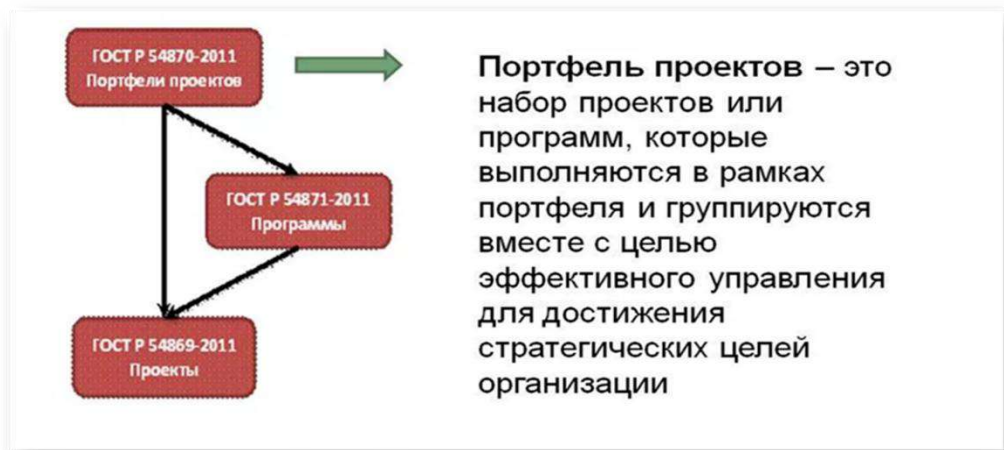 ГОСТ Р 54870-2011
Портфели проектов
ГОСТ Р 54871-2011
Программы
ГОСТ Р 54869-2011
Проекты
Портфель проектов – это
набор проектов или
программ, которые
выполняются в рамках
портфеля и группируются
вместе с целью
эффективного управления
для достижения
стратегических целей
организации